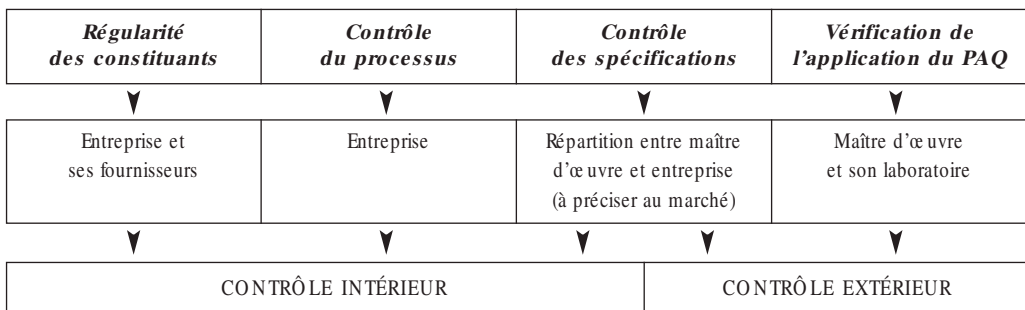 Régularité
des constituants
Contrôle
du processus
Contrôle
des spécifications
Vérification de
l'application du PAQ
Entreprise et
ses fournisseurs
Entreprise
Répartition entre maître
d'œuvre et entreprise
(à préciser au marché)
Maître d'œuvre
et son laboratoire
CONTRÔLE INTÉRIEUR
CONTRÔLE EXTÉRIEUR